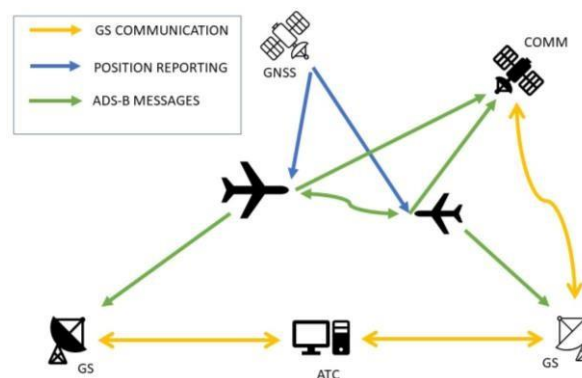 GS COMMUNICATION
POSITION REPORTING
ADS-B MESSAGES
GNSS
COMM
GS
ATC
GS